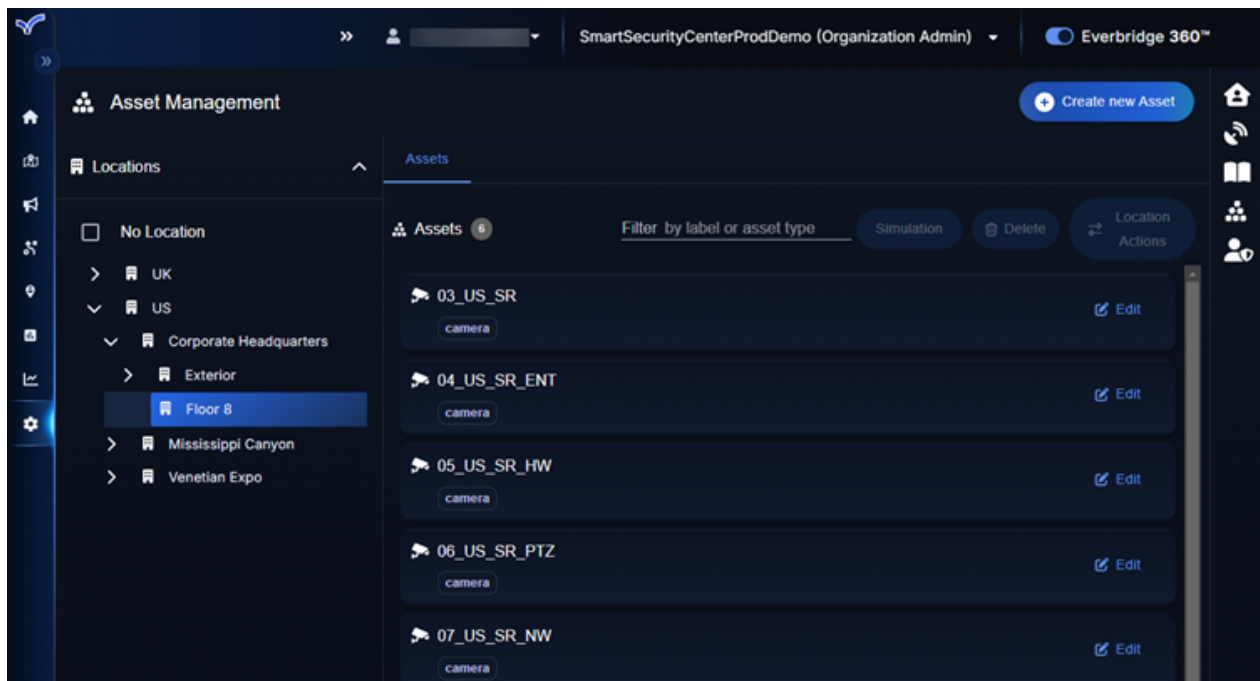 SmartSecurityCenterProdDemo (Organization Admin)
Everbridge 360™
Asset Management
Create new Asset
Locations
Assets
No Location
UK
US
Corporate Headquarters
Exterior
Floor 8
Mississippi Canyon
Venetian Expo
Assets 6
Filter by label or asset type
Simulation
Delete
Location
Actions
03_US_SR
camera
Edit
04_US_SR_ENT
camera
Edit
05_US_SR_HW
camera
Edit
06_US_SR_PTZ
camera
Edit
07_US_SR_NW
camera
Edit